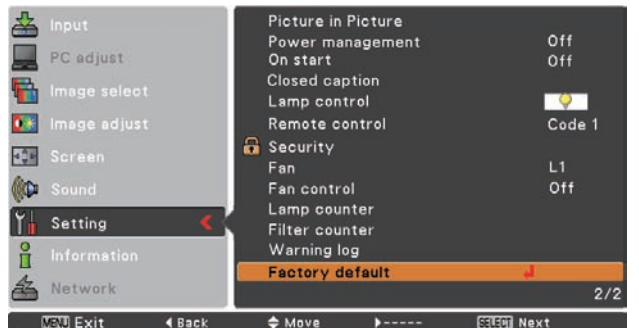 Input
PC adjust
Image select
Image adjust
Screen
Sound
Setting
Information
Network
Picture in Picture
Power management Off
On start Off
Closed caption
Lamp control
Remote control Code 1
Security
Fan L1
Fan control Off
Lamp counter
Filter counter
Warning log
Factory default
2/2
MENU Exit Back Move ----- SELECT Next